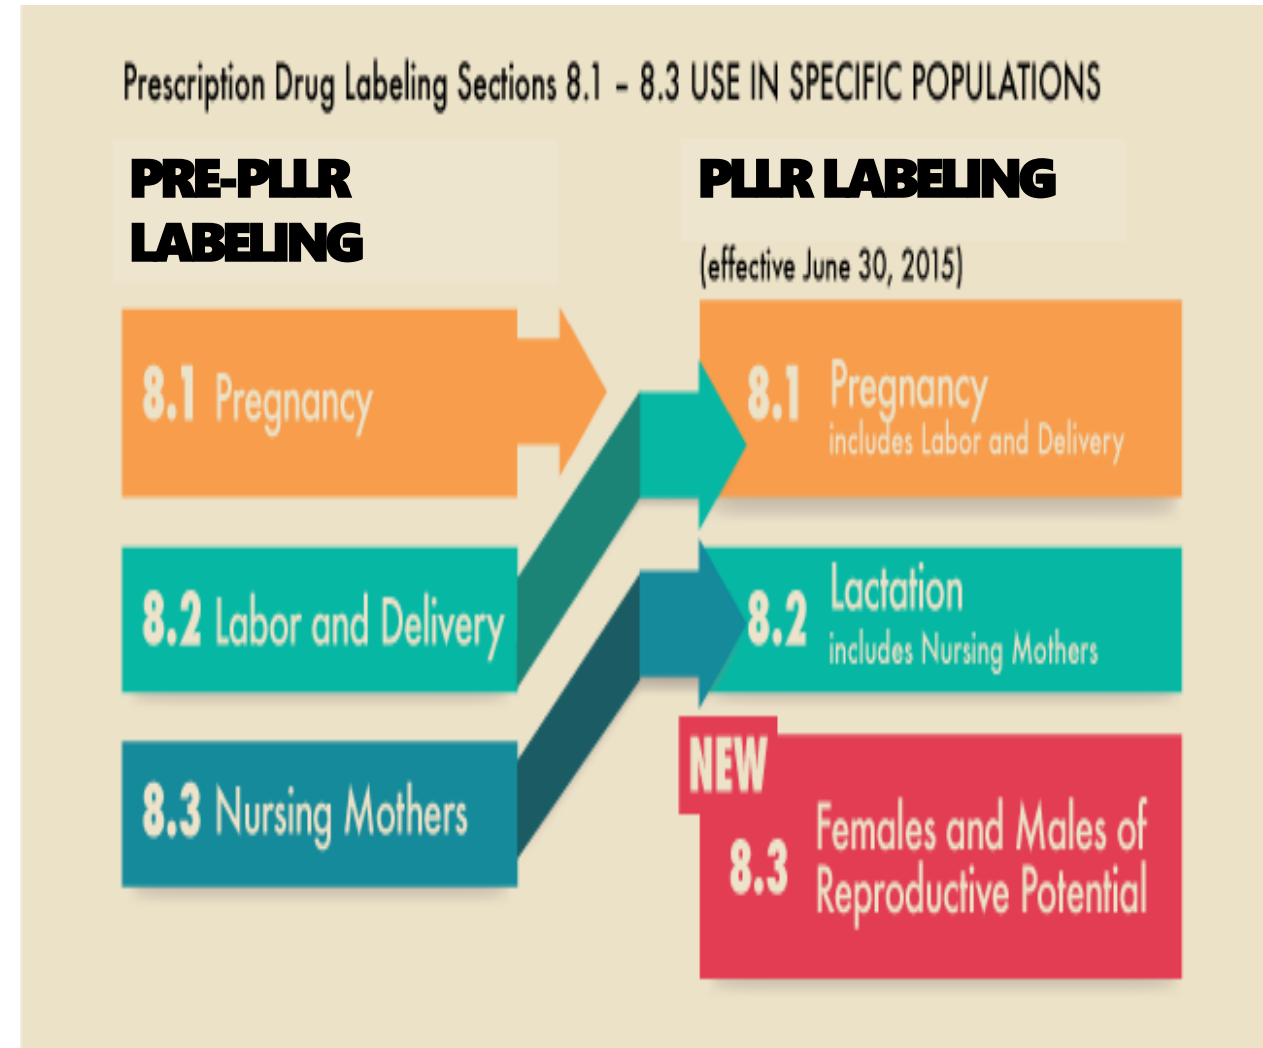 Prescription Drug Labeling Sections 8.1 – 8.3 USE IN SPECIFIC POPULATIONS
PRE-PLLR
LABELING
8.1 Pregnancy
8.2 Labor and Delivery
8.3 Nursing Mothers
PLLR LABELING
(effective June 30, 2015)
8.1 Pregnancy
includes Labor and Delivery
8.2 Lactation
includes Nursing Mothers
NEW
8.3 Females and Males of
Reproductive Potential